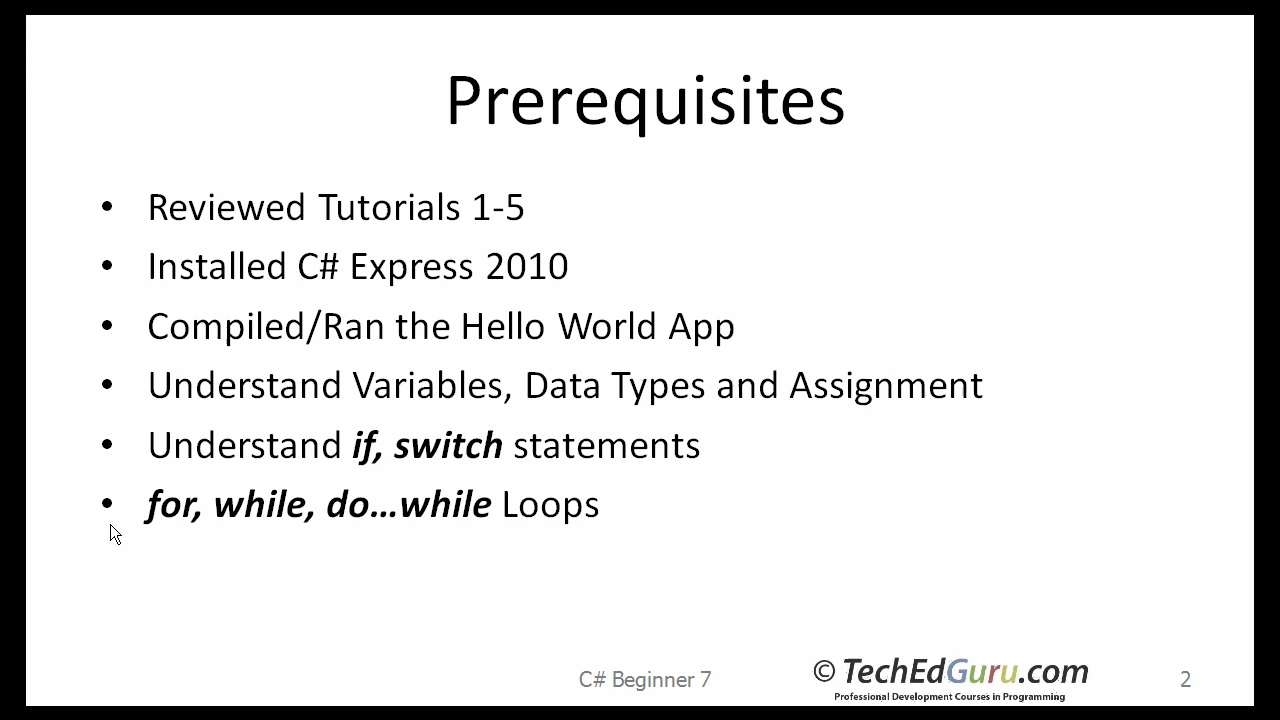 Prerequisites
• Reviewed Tutorials 1-5
• Installed C# Express 2010
• Compiled/Ran the Hello World App
• Understand Variables, Data Types and Assignment
• Understand if, switch statements
• for, while, do...while Loops
C# Beginner 7
© TechEdGuru.com
Professional Development Courses in Programming
2